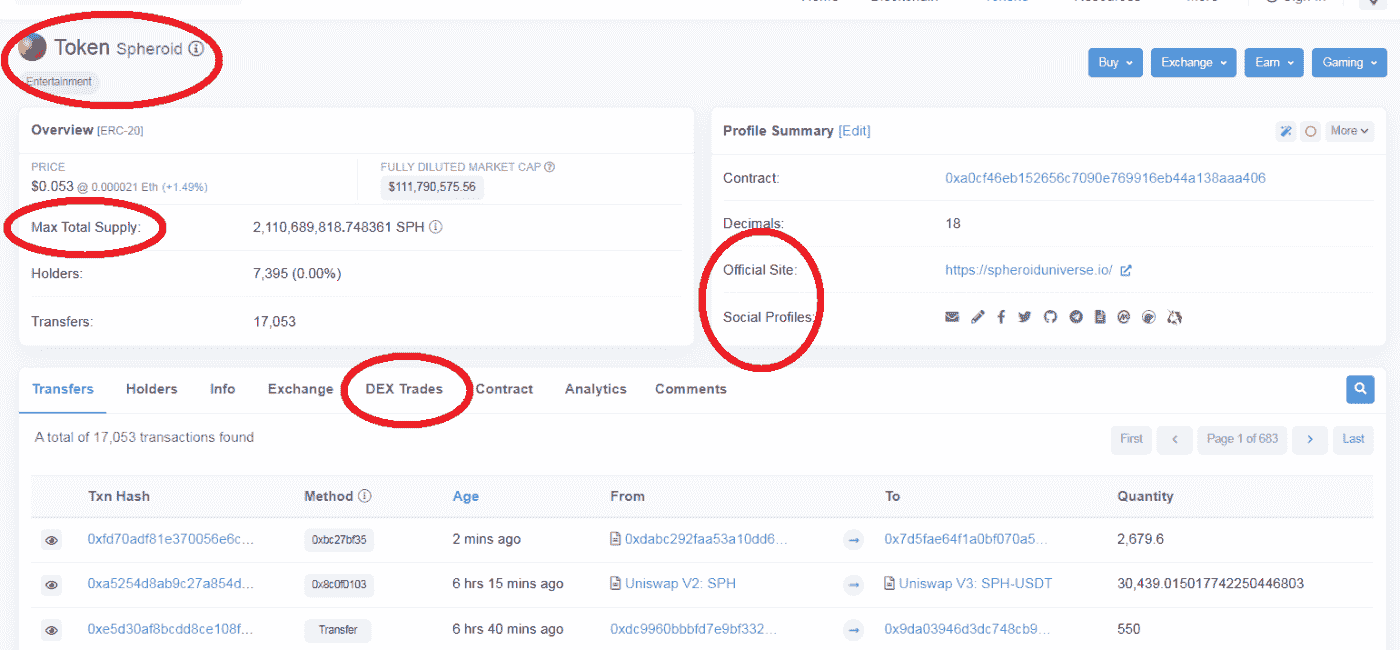 Token Spheroid
Entertainment
Buy Exchange Earn Gaming
Overview [ERC-20]
PRICE
$0.053 @ 0.000021 Eth (+1.49%)
FULLY DILUTED MARKET CAP
$111,790,575.56
Max Total Supply: 2,110,689,818.748361 SPH
Holders: 7,395 (0.00%)
Transfers: 17,053
Profile Summary [Edit] More
Contract: 0xa0cf46eb152656c7090e769916eb44a138aaa406
Decimals: 18
Official Site: https://spheroiduniverse.io/
Social Profiles:
Transfers Holders Info Exchange DEX Trades Contract Analytics Comments
A total of 17,053 transactions found First Page 1 of 683 Last
Txn Hash Method Age From To Quantity
0xfd70adf81e370056e6c... 0xbc27bf35 2 mins ago 0xdabc292faa53a10dd6... 0x7d5fae64f1a0bf070a5... 2,679.6
0xa5254d8ab9c27a854d... 0x8c0f0103 6 hrs 15 mins ago Uniswap V2: SPH Uniswap V3: SPH-USDT 30,439.015017742250446803
0xe5d30af8bcdd8ce108f... Transfer 6 hrs 40 mins ago 0xdc9960bbbfd7e9bf332... 0x9da03946d3dc748cb9... 550